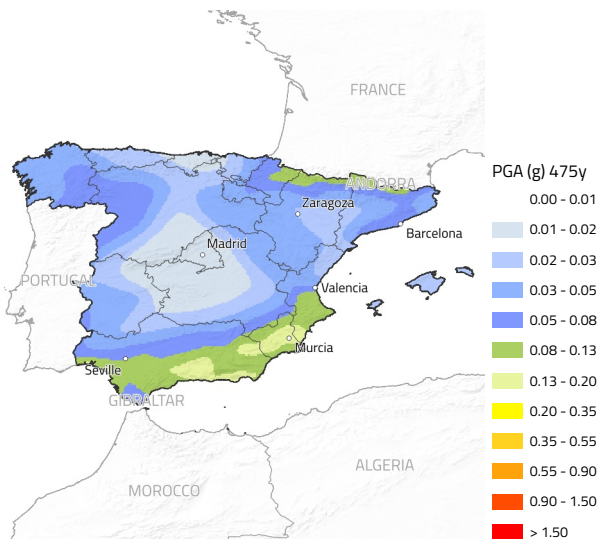 FRANCE
ANDORRA
Zaragoza
Barcelona
Madrid
PORTUGAL
Valencia
Murcia
Seville
GIBRALTAR
ALGERIA
MOROCCO
PGA (g) 475y
0.00 - 0.01
0.01 - 0.02
0.02 - 0.03
0.03 - 0.05
0.05 - 0.08
0.08 - 0.13
0.13 - 0.20
0.20 - 0.35
0.35 - 0.55
0.55 - 0.90
0.90 - 1.50
> 1.50